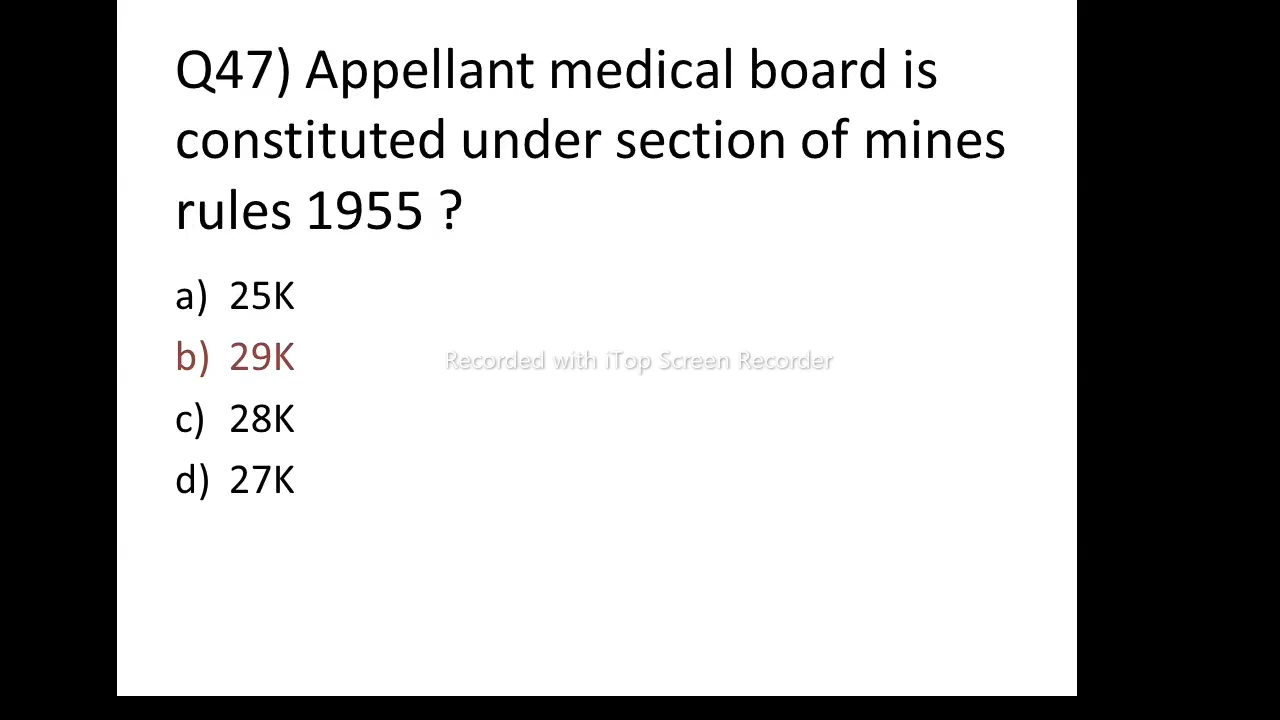 Q47) Appellant medical board is
constituted under section of mines
rules 1955 ?
a) 25K
b) 29K
Recorded with iTop Screen Recorder
c) 28K
d) 27K